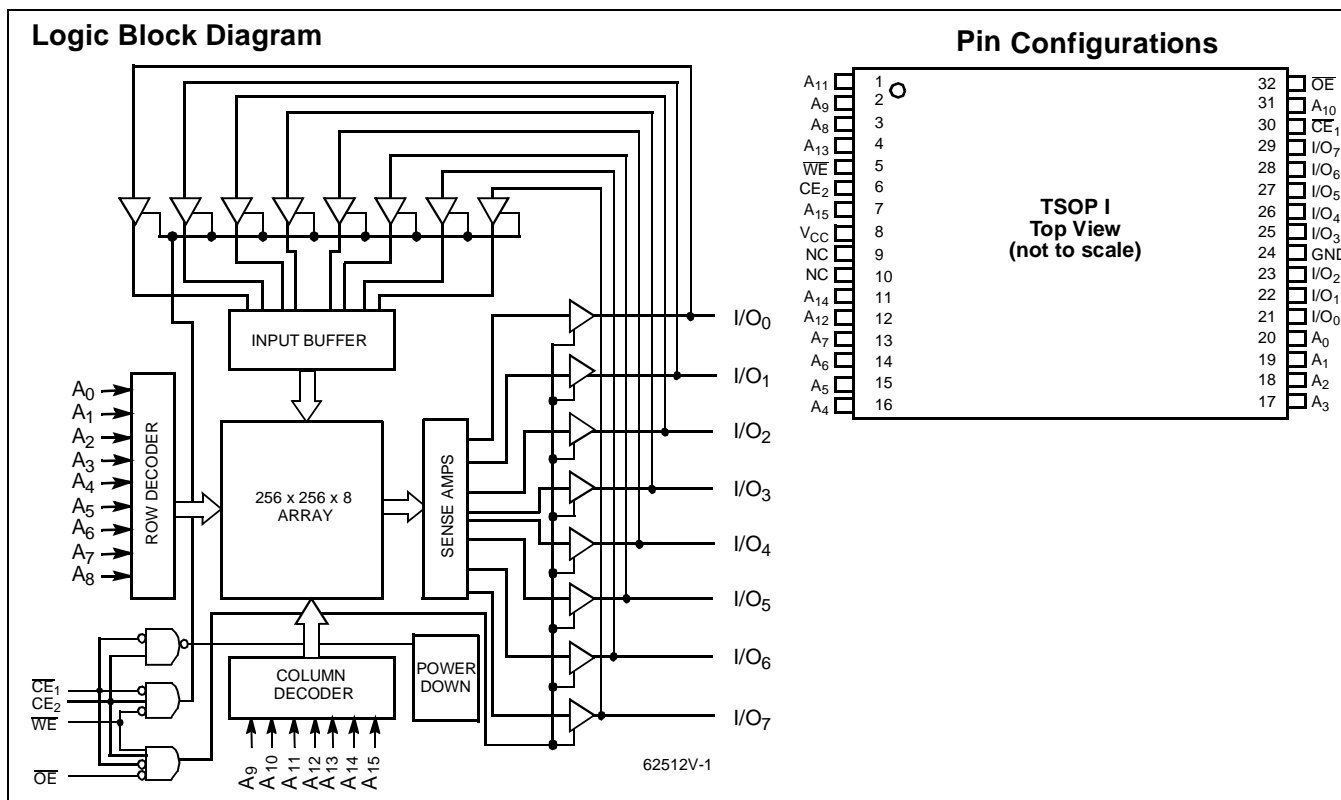 Logic Block Diagram
INPUT BUFFER
A0
A1
A2
A3
A4
A5
A6
A7
A8
ROW DECODER
256 x 256 x 8
ARRAY
SENSE AMPS
I/O0
I/O1
I/O2
I/O3
I/O4
I/O5
I/O6
I/O7
CE1
CE2
WE
OE
COLUMN
DECODER
POWER
DOWN
A9
A10
A11
A12
A13
A14
A15
62512V-1
Pin Configurations
A11 1
A9 2
A8 3
A13 4
WE 5
CE2 6
A15 7
VCC 8
NC 9
NC 10
A14 11
A12 12
A7 13
A6 14
A5 15
A4 16
TSOP I
Top View
(not to scale)
32 OE
31 A10
30 CE1
29 I/O7
28 I/O6
27 I/O5
26 I/O4
25 I/O3
24 GND
23 I/O2
22 I/O1
21 I/O0
20 A0
19 A1
18 A2
17 A3